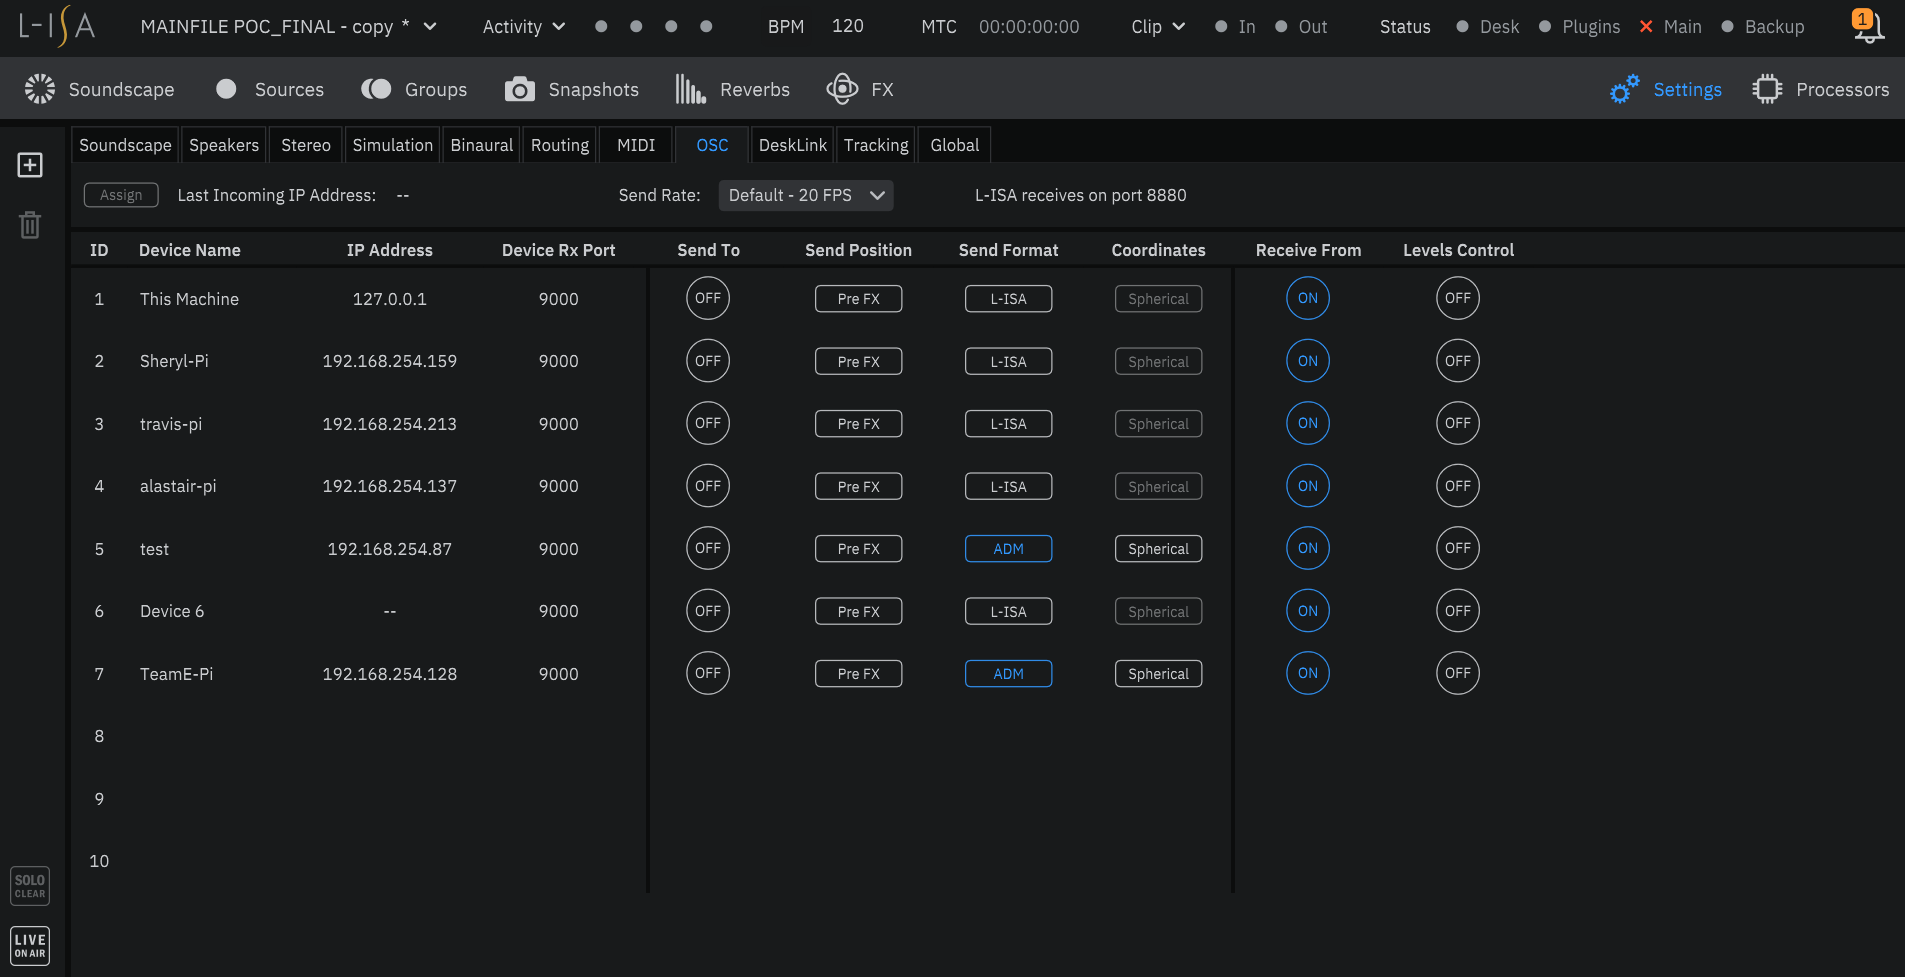 L-ISA MAINFILE POC_FINAL - copy * Activity BPM 120 MTC 00:00:00:00 Clip In Out Status Desk Plugins Main Backup 1
Soundscape Sources Groups Snapshots Reverbs FX Settings Processors
Soundscape Speakers Stereo Simulation Binaural Routing MIDI OSC DeskLink Tracking Global
Assign Last Incoming IP Address: -- Send Rate: Default - 20 FPS L-ISA receives on port 8880
ID Device Name IP Address Device Rx Port Send To Send Position Send Format Coordinates Receive From Levels Control
1 This Machine 127.0.0.1 9000 OFF Pre FX L-ISA Spherical ON OFF
2 Sheryl-Pi 192.168.254.159 9000 OFF Pre FX L-ISA Spherical ON OFF
3 travis-pi 192.168.254.213 9000 OFF Pre FX L-ISA Spherical ON OFF
4 alastair-pi 192.168.254.137 9000 OFF Pre FX L-ISA Spherical ON OFF
5 test 192.168.254.87 9000 OFF Pre FX ADM Spherical ON OFF
6 Device 6 -- 9000 OFF Pre FX L-ISA Spherical ON OFF
7 TeamE-Pi 192.168.254.128 9000 OFF Pre FX ADM Spherical ON OFF
8
9
10
SOLO
CLEAR
LIVE
ON AIR